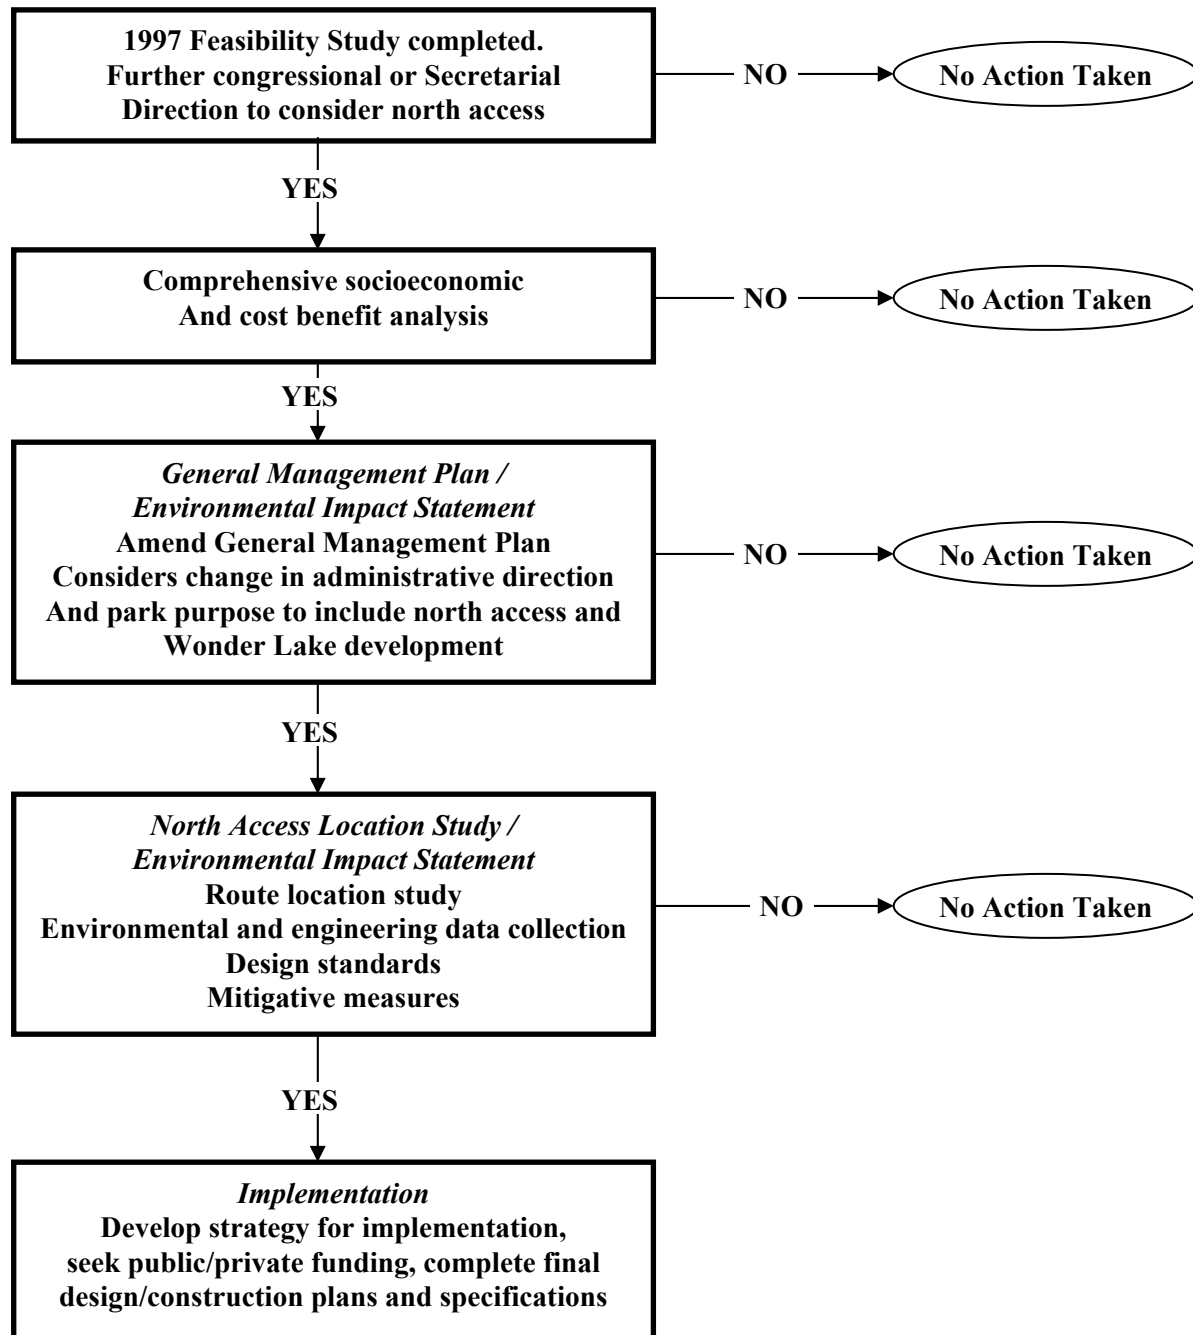 1997 Feasibility Study completed.
Further congressional or Secretarial
Direction to consider north access
NO
No Action Taken
YES
Comprehensive socioeconomic
And cost benefit analysis
NO
No Action Taken
YES
General Management Plan /
Environmental Impact Statement
Amend General Management Plan
Considers change in administrative direction
And park purpose to include north access and
Wonder Lake development
NO
No Action Taken
YES
North Access Location Study /
Environmental Impact Statement
Route location study
Environmental and engineering data collection
Design standards
Mitigative measures
NO
No Action Taken
YES
Implementation
Develop strategy for implementation,
seek public/private funding, complete final
design/construction plans and specifications